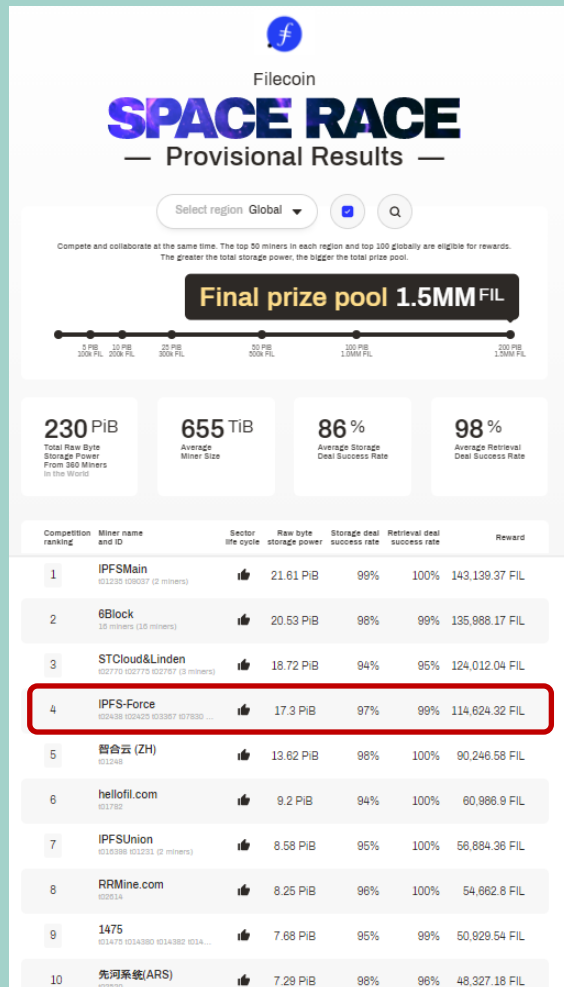 Filecoin
SPACE RACE
— Provisional Results —
Select region Global
Compete and collaborate at the same time. The top 50 miners in each region and top 100 globally are eligible for rewards.
The greater the total storage power, the bigger the total prize pool.
Final prize pool 1.5MM FIL
5 PiB 10 PiB 25 PiB 50 PiB 100 PiB 200 PiB
100k FIL 200k FIL 300k FIL 500k FIL 1.0MM FIL 1.5MM FIL
230 PiB 655 TiB 86 % 98 %
Total Raw Byte Average Average Storage Average Retrieval
Storage Power Miner Size Deal Success Rate Deal Success Rate
From 360 Miners
in the World
Competition Miner name Sector Raw byte Storage deal Retrieval deal Reward
ranking and ID life cycle storage power success rate success rate
1 IPFSMain 21.61 PiB 99% 100% 143,139.37 FIL
t01235 t09037 (2 miners)
2 6Block 20.53 PiB 98% 99% 135,988.17 FIL
16 miners (16 miners)
3 STCloud&Linden 18.72 PiB 94% 95% 124,012.04 FIL
t02770 t02775 t02767 (3 miners)
4 IPFS-Force 17.3 PiB 97% 99% 114,624.32 FIL
t02438 t02425 t03367 t07830 ...
5 智合云 (ZH) 13.62 PiB 98% 100% 90,246.58 FIL
t01248
6 hellofil.com 9.2 PiB 94% 100% 60,986.9 FIL
t01782
7 IPFSUnion 8.58 PiB 95% 100% 56,884.36 FIL
t016398 t01231 (2 miners)
8 RRMine.com 8.25 PiB 96% 100% 54,662.8 FIL
t02614
9 1475 7.68 PiB 95% 99% 50,929.54 FIL
t01475 t014380 t014382 t014...
10 先河系统(ARS) 7.29 PiB 98% 96% 48,327.18 FIL